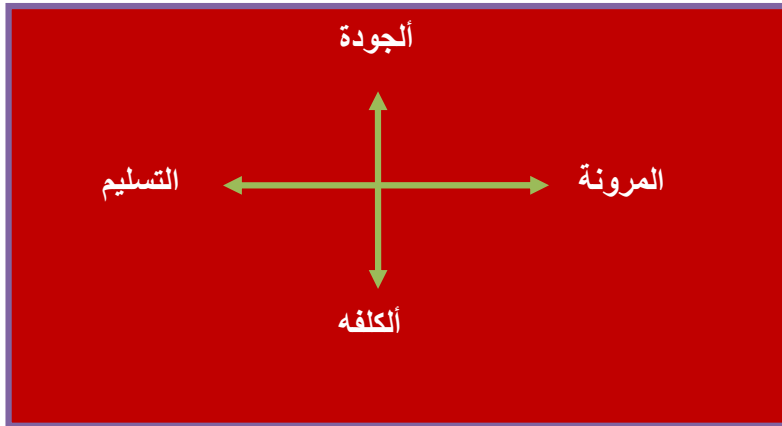 ألجودة
المرونة
التسليم
ألكلفه